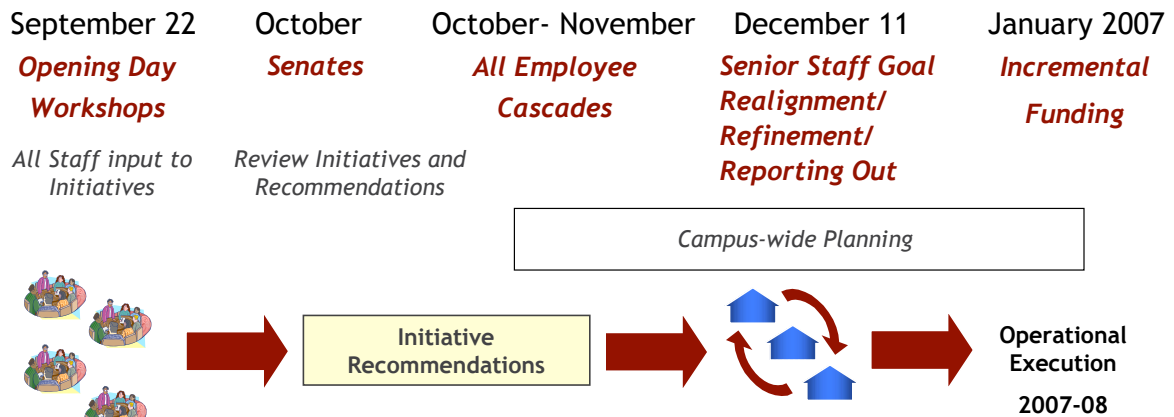 September 22
Opening Day
Workshops
All Staff input to
Initiatives
October
Senates
Review Initiatives and
Recommendations
October- November
All Employee
Cascades
December 11
Senior Staff Goal
Realignment/
Refinement/
Reporting Out
January 2007
Incremental
Funding
Campus-wide Planning
Initiative
Recommendations
Operational
Execution
2007-08